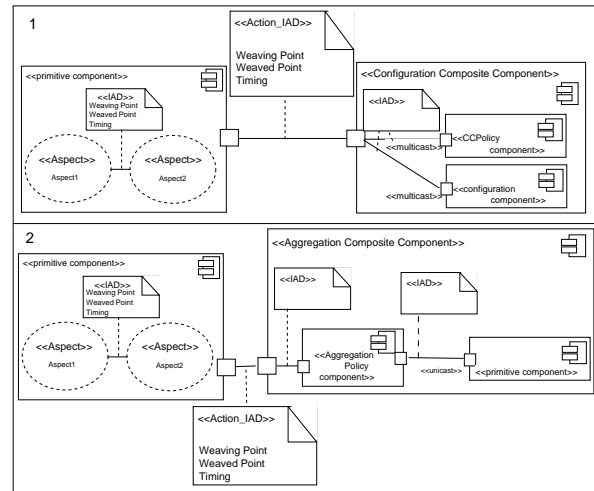 1
<<Action_IAD>>
Weaving Point
Weaved Point
Timing
<<primitive component>>
<<IAD>>
Weaving Point
Weaved Point
Timing
<<Aspect>>
Aspect1
<<Aspect>>
Aspect2
<<Configuration Composite Component>>
<<IAD>>
<<CCPolicy
component>>
<<multicast>>
<<configuration
component>>
<<multicast>>
2
<<primitive component>>
<<IAD>>
Weaving Point
Weaved Point
Timing
<<Aspect>>
Aspect1
<<Aspect>>
Aspect2
<<Aggregation Composite Component>>
<<IAD>>
<<IAD>>
<<Aggregation
Policy
component>>
<<unicast>>
<<primitive component>>
<<Action_IAD>>
Weaving Point
Weaved Point
Timing